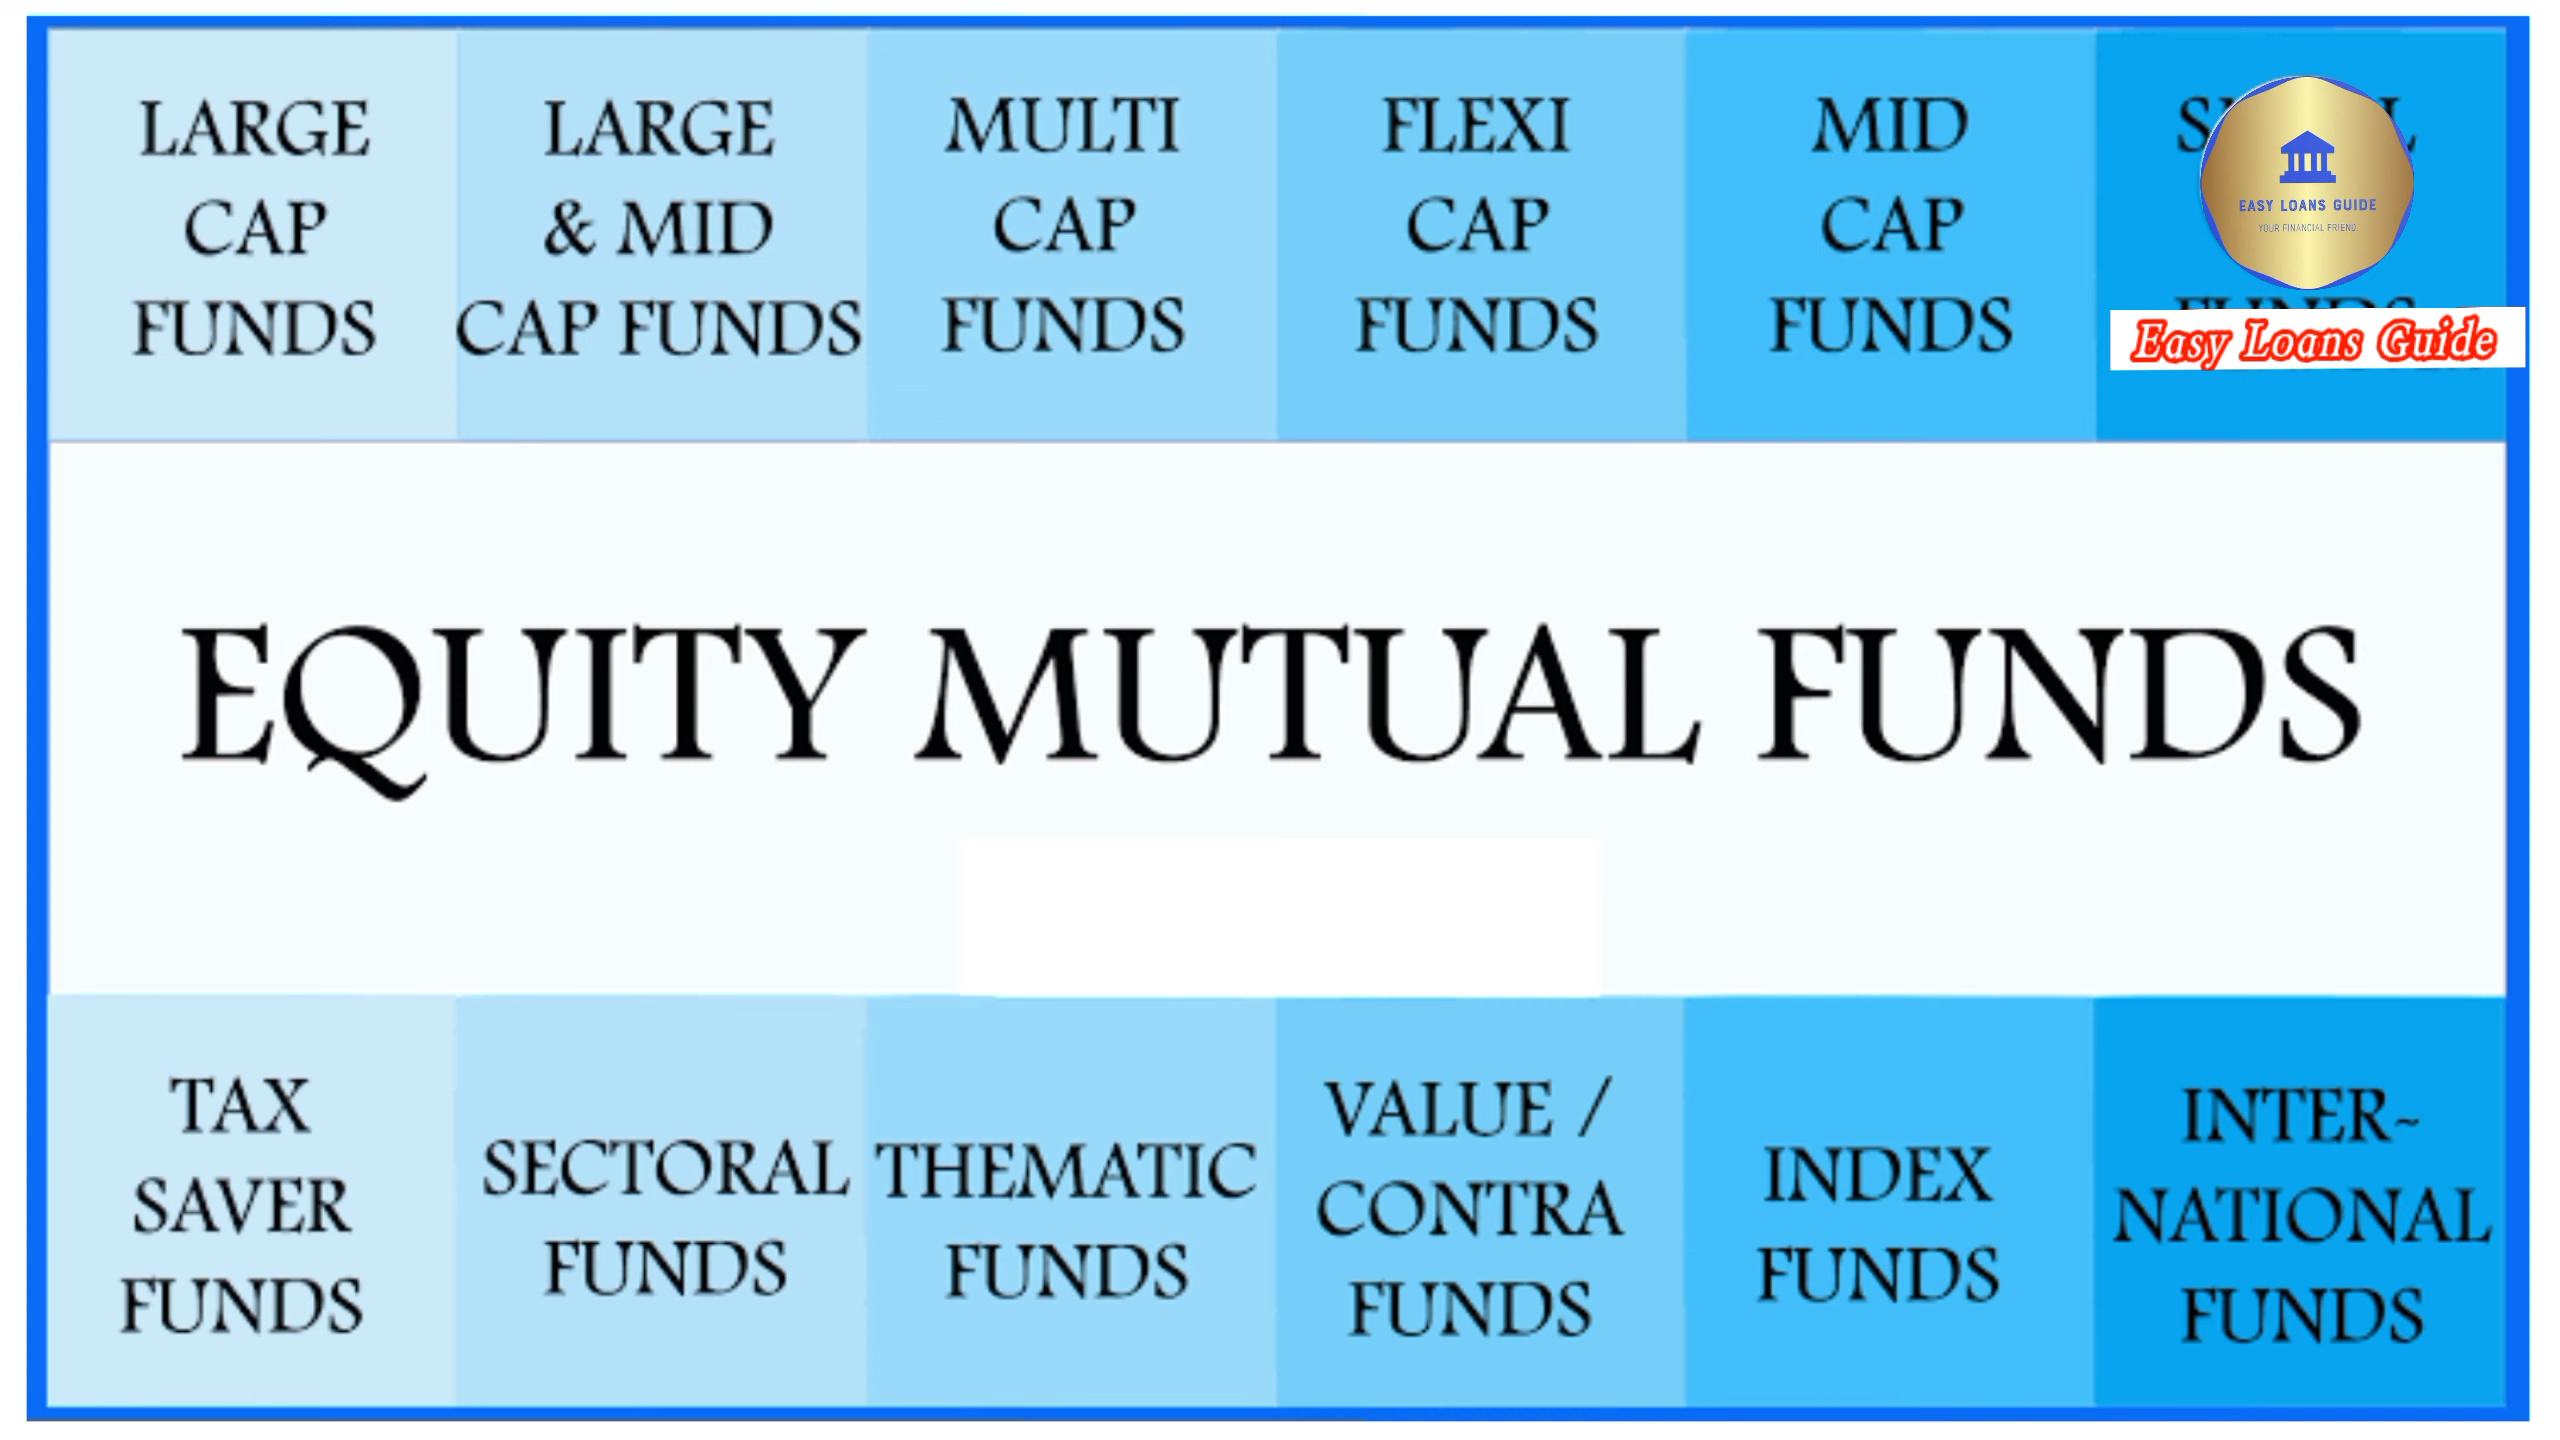 LARGE
CAP
FUNDS
LARGE
& MID
CAP FUNDS
MULTI
CAP
FUNDS
FLEXI
CAP
FUNDS
MID
CAP
FUNDS
EASY LOANS GUIDE
YOUR FINANCIAL FRIEND.
FUNDS
Easy Loans Guide
EQUITY MUTUAL FUNDS
TAX
SAVER
FUNDS
SECTORAL
FUNDS
THEMATIC
FUNDS
VALUE /
CONTRA
FUNDS
INDEX
FUNDS
INTER~
NATIONAL
FUNDS